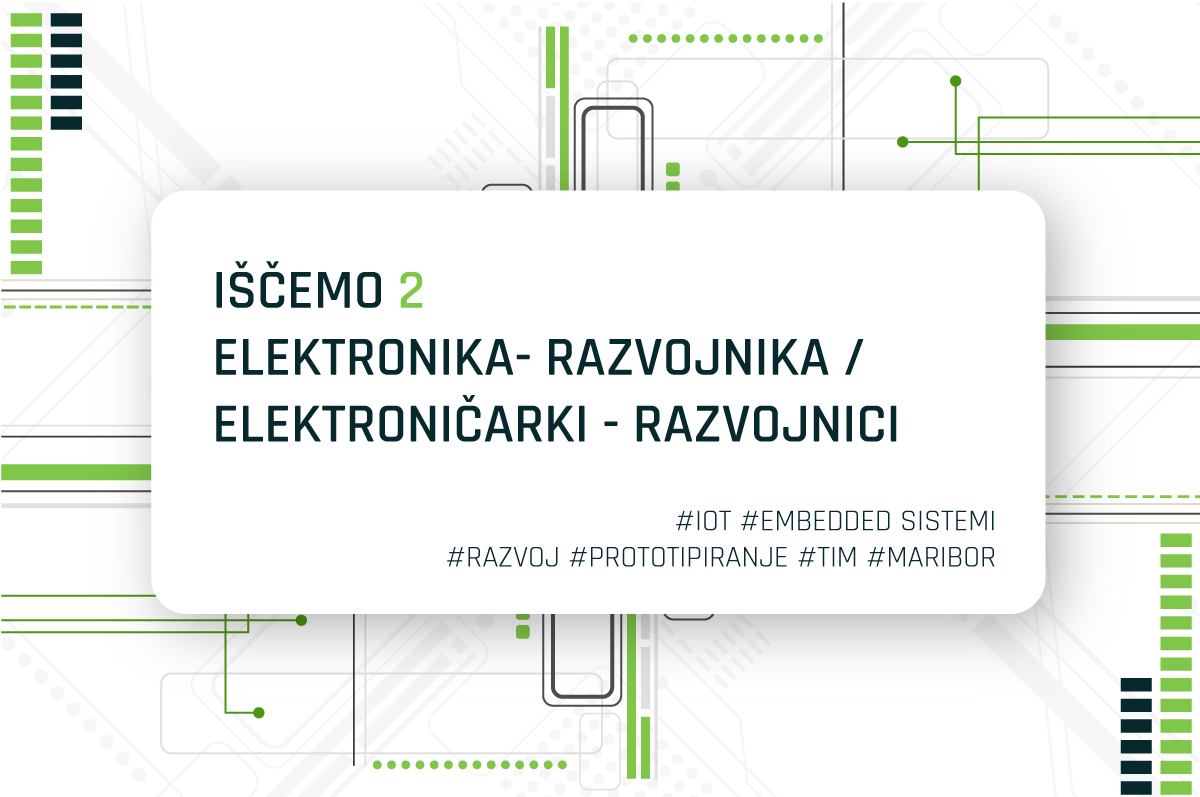 IŠČEMO 2
ELEKTRONIKA- RAZVOJNIKA /
ELEKTRONIČARKI - RAZVOJNICI
#IOT #EMBEDDED SISTEMI
#RAZVOJ #PROTOTIPIRANJE #TIM #MARIBOR